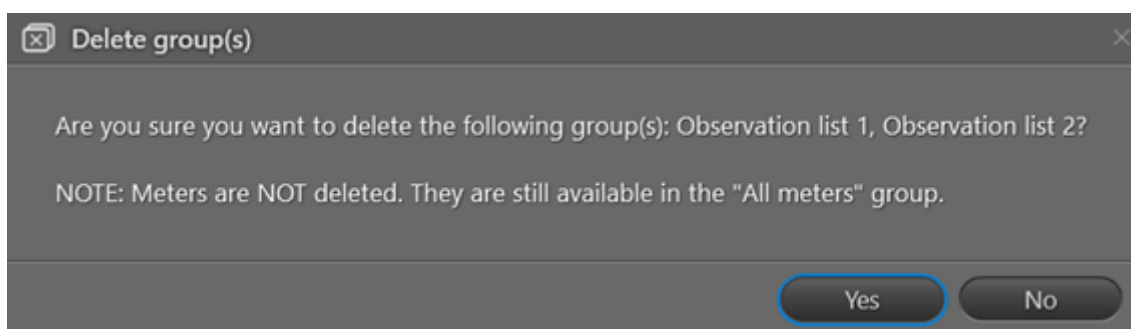 Delete group(s)
Are you sure you want to delete the following group(s): Observation list 1, Observation list 2?
NOTE: Meters are NOT deleted. They are still available in the "All meters" group.
Yes No